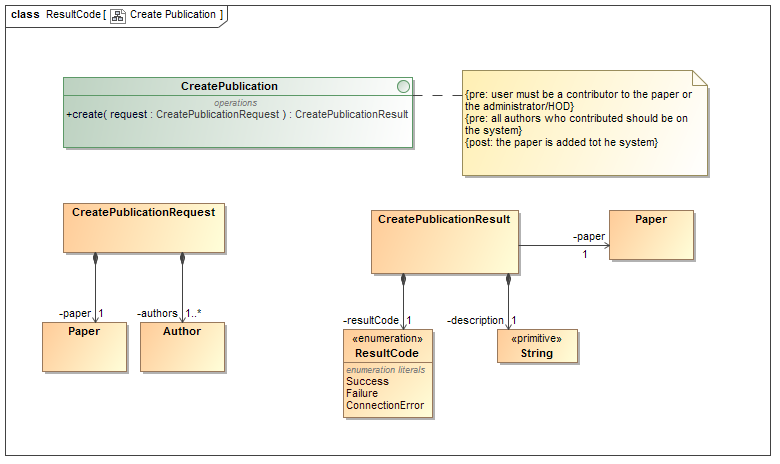 class ResultCode [ Create Publication ]
CreatePublication
operations
+create( request : CreatePublicationRequest ) : CreatePublicationResult
{pre: user must be a contributor to the paper or
the administrator/HOD}
{pre: all authors who contributed should be on
the system}
{post: the paper is added tot he system}
CreatePublicationRequest
-paper 1
Paper
-authors 1..*
Author
CreatePublicationResult
-paper
1
Paper
-resultCode 1
«enumeration»
ResultCode
enumeration literals
Success
Failure
ConnectionError
-description 1
«primitive»
String